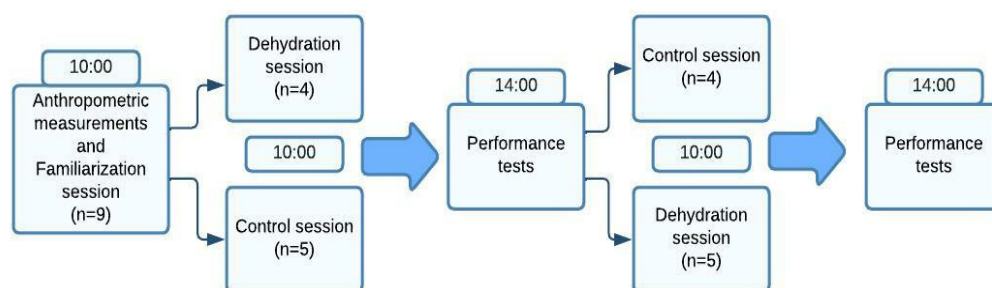 10:00
Anthropometric
measurements
and
Familiarization
session
(n=9)
Dehydration
session
(n=4)
10:00
Control session
(n=5)
14:00
Performance
tests
Control session
(n=4)
10:00
Dehydration
session
(n=5)
14:00
Performance
tests